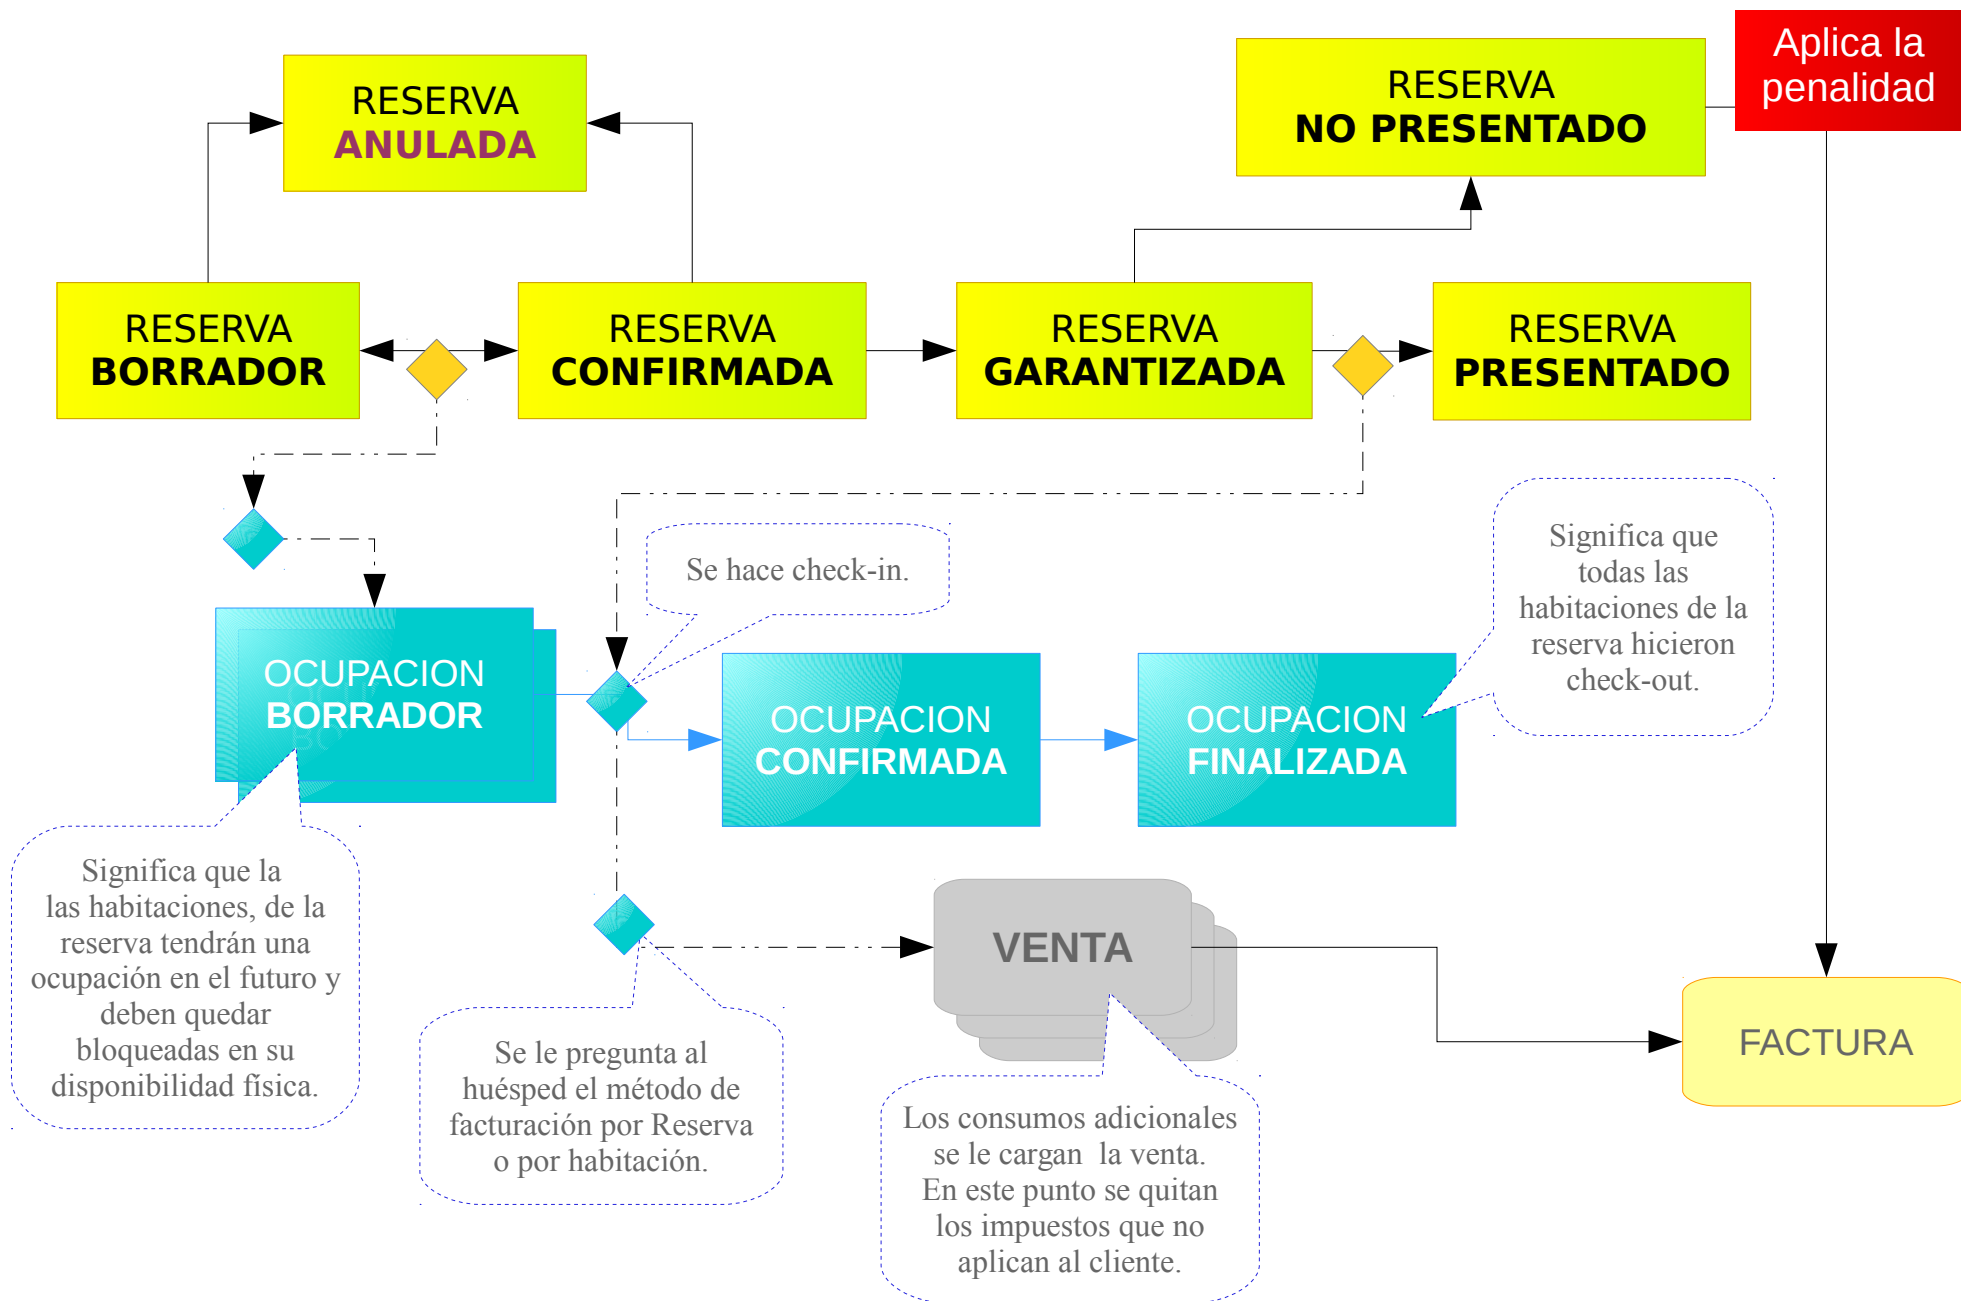 Aplica la
penalidad
RESERVA
ANULADA
RESERVA
NO PRESENTADO
RESERVA
BORRADOR
RESERVA
CONFIRMADA
RESERVA
GARANTIZADA
RESERVA
PRESENTADO
Se hace check-in.
Significa que
todas las
habitaciones de la
reserva hicieron
check-out.
OCUPACION
BORRADOR
OCUPACION
CONFIRMADA
OCUPACION
FINALIZADA
Significa que la
las habitaciones, de la
reserva tendrán una
ocupación en el futuro y
deben quedar
bloqueadas en su
disponibilidad física.
VENTA
FACTURA
Se le pregunta al
huésped el método de
facturación por Reserva
o por habitación.
Los consumos adicionales
se le cargan  la venta.
En este punto se quitan
los impuestos que no
aplican al cliente.